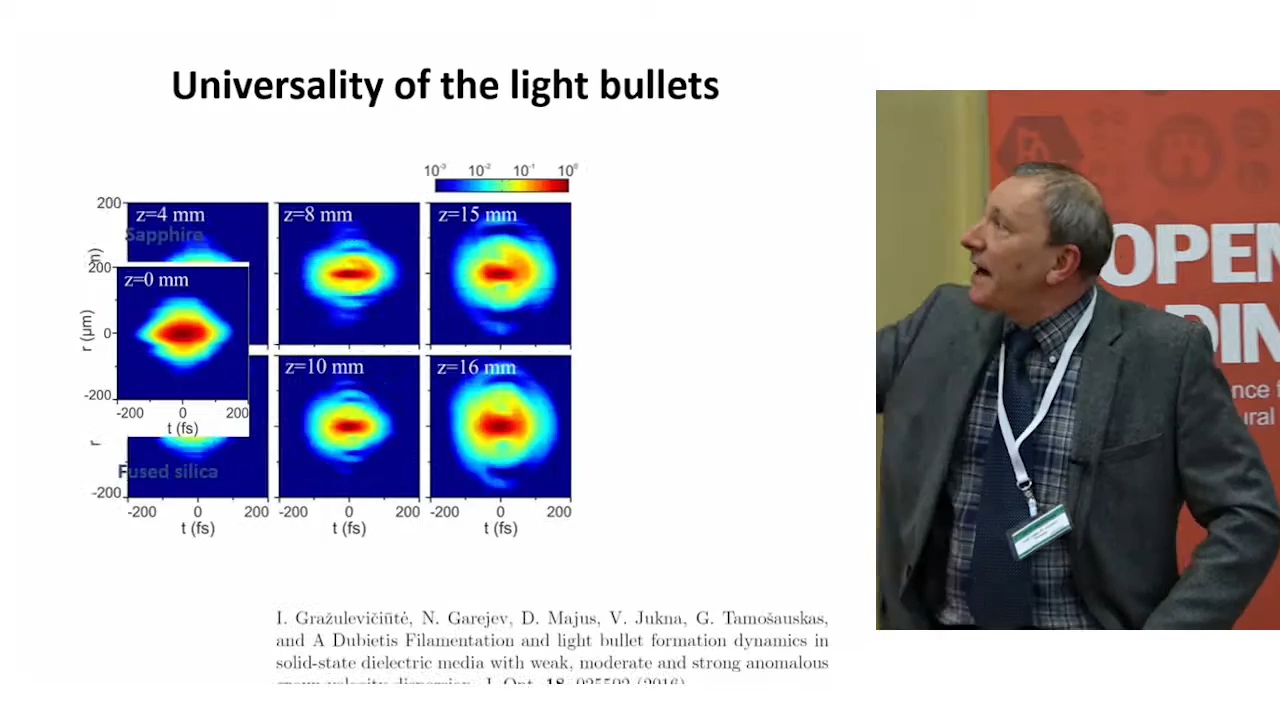 Universality of the light bullets
10⁻³ 10⁻² 10⁻¹ 10⁰
200
z=4 mm
z=8 mm
z=15 mm
Sapphire
200
z=0 mm
r (μm)
0
z=10 mm
z=16 mm
-200
-200 0 200
t (fs)
r
Fused silica
-200
-200 0 200
-200 0 200
-200 0 200
t (fs)
t (fs)
t (fs)
I. Gražulevičiūtė, N. Garejev, D. Majus, V. Jukna, G. Tamošauskas,
and A Dubietis Filamentation and light bullet formation dynamics in
solid-state dielectric media with weak, moderate and strong anomalous
OPEN
DIN
nce f
ural